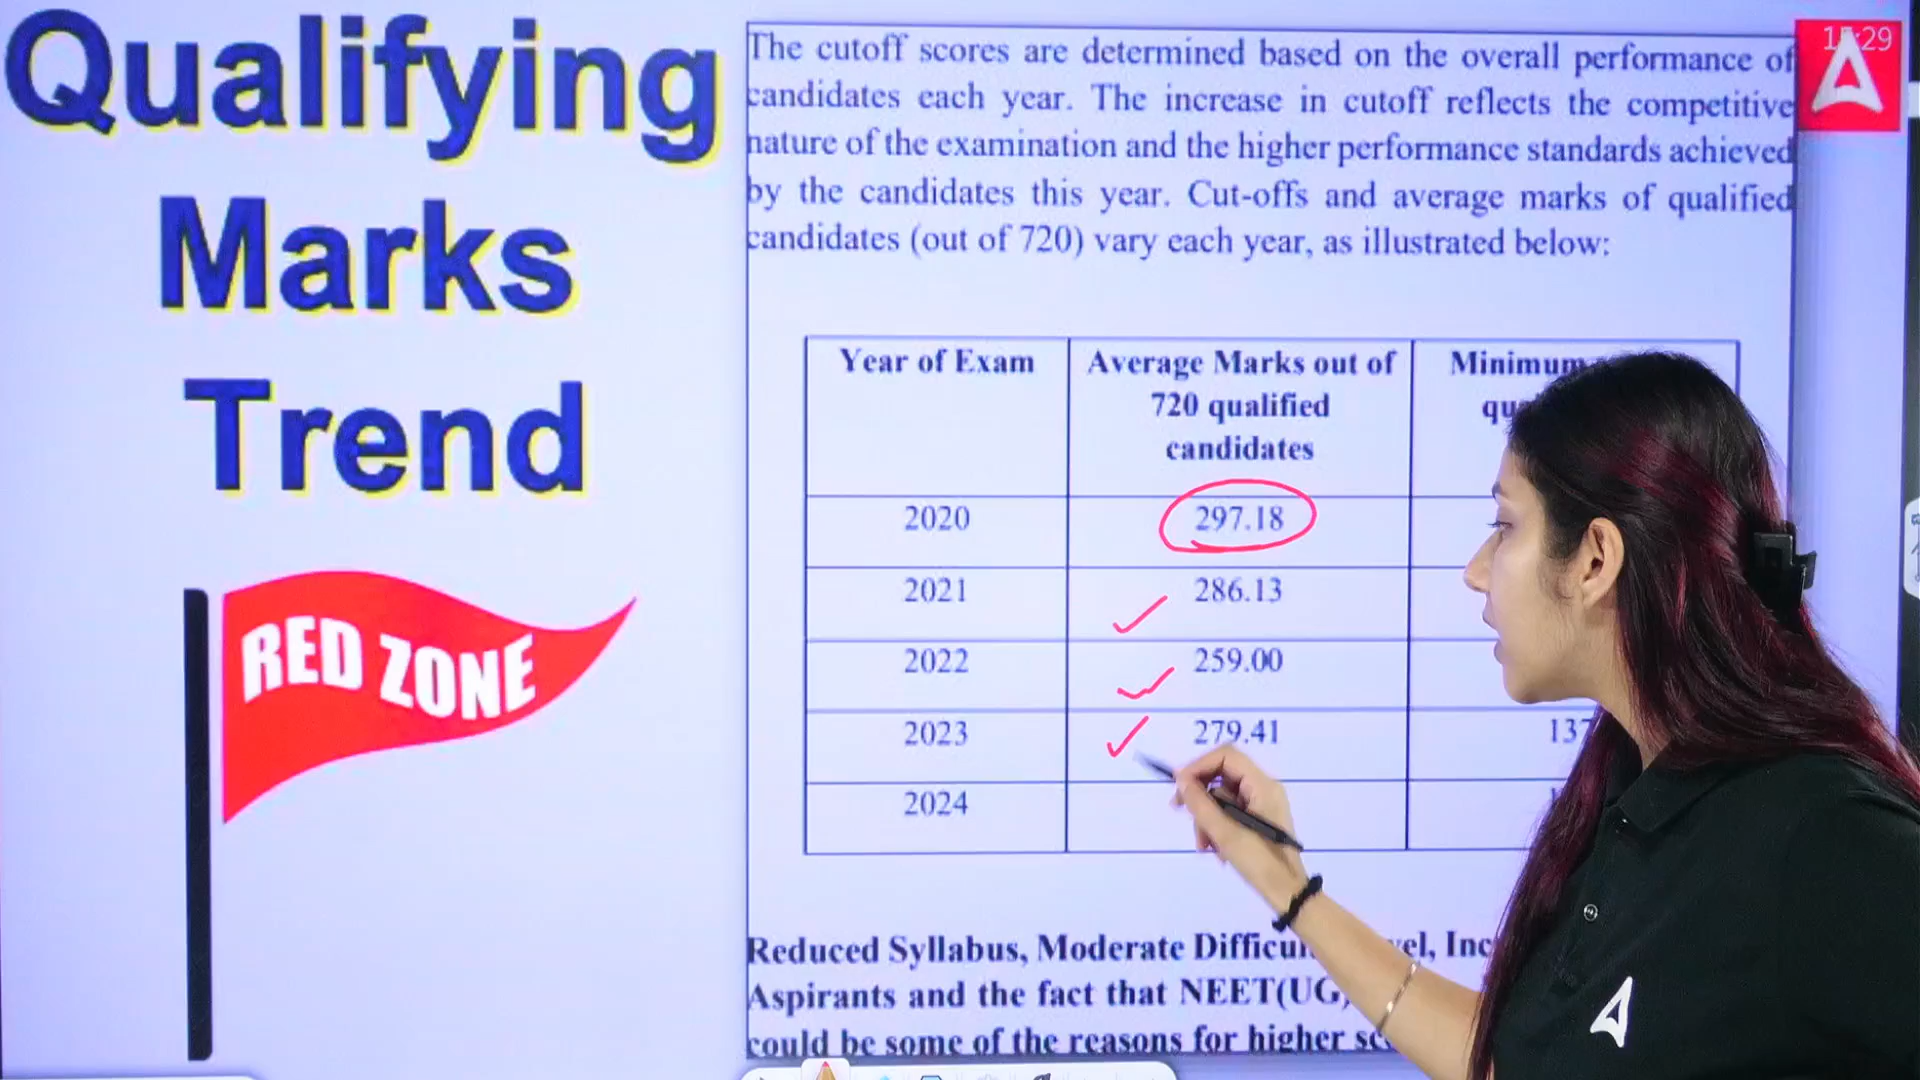 Qualifying
Marks
Trend
RED ZONE
The cutoff scores are determined based on the overall performance of
candidates each year. The increase in cutoff reflects the competitive
nature of the examination and the higher performance standards achieved
by the candidates this year. Cut-offs and average marks of qualified
candidates (out of 720) vary each year, as illustrated below:
Year of Exam
Average Marks out of
720 qualified
candidates
2020 297.18
2021 286.13
2022 259.00
2023 279.41
2024
Reduced Syllabus, Moderate
Aspirants and the fact that NEET(UG)
could be some of the reasons for higher